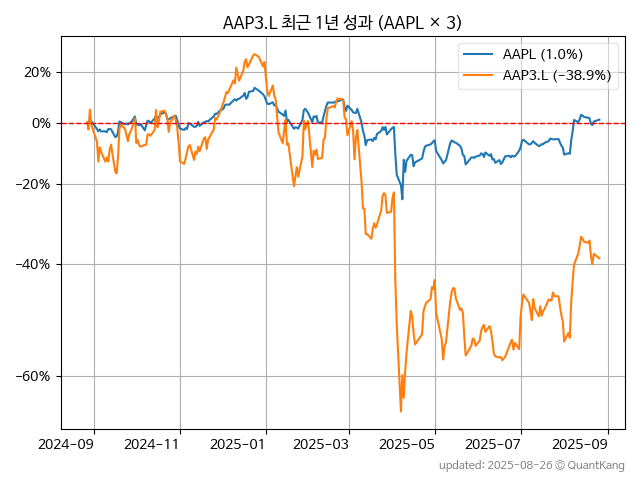 AAP3.L 최근 1년 성과 (AAPL × 3)
AAPL (1.0%)
AAP3.L (−38.9%)
20%
0%
−20%
−40%
−60%
2024-09 2024-11 2025-01 2025-03 2025-05 2025-07 2025-09
updated: 2025-08-26 © QuantKang